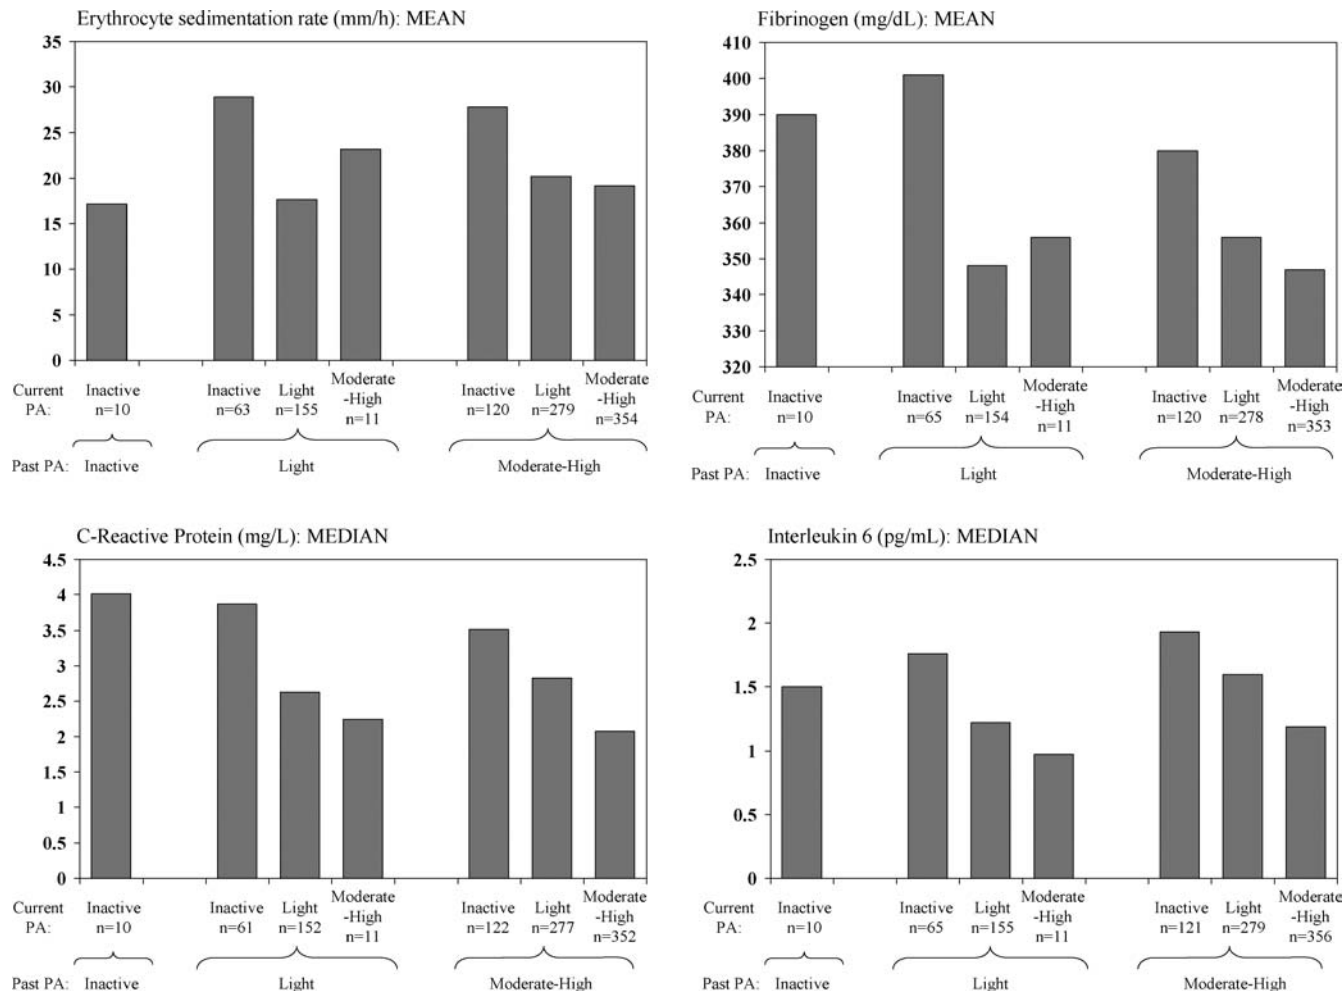 Erythrocyte sedimentation rate (mm/h): MEAN
35
30
25
20
15
10
5
0
Current PA:
Inactive n=10
Inactive n=63
Light n=155
Moderate-High n=11
Inactive n=120
Light n=279
Moderate-High n=354
Past PA: Inactive Light Moderate-High
Fibrinogen (mg/dL): MEAN
410
400
390
380
370
360
350
340
330
320
Current PA:
Inactive n=10
Inactive n=65
Light n=154
Moderate-High n=11
Inactive n=120
Light n=278
Moderate-High n=353
Past PA: Inactive Light Moderate-High
C-Reactive Protein (mg/L): MEDIAN
4.5
4
3.5
3
2.5
2
1.5
1
0.5
0
Current PA:
Inactive n=10
Inactive n=61
Light n=152
Moderate-High n=11
Inactive n=122
Light n=277
Moderate-High n=352
Past PA: Inactive Light Moderate-High
Interleukin 6 (pg/mL): MEDIAN
2.5
2
1.5
1
0.5
0
Current PA:
Inactive n=10
Inactive n=65
Light n=155
Moderate-High n=11
Inactive n=121
Light n=279
Moderate-High n=356
Past PA: Inactive Light Moderate-High